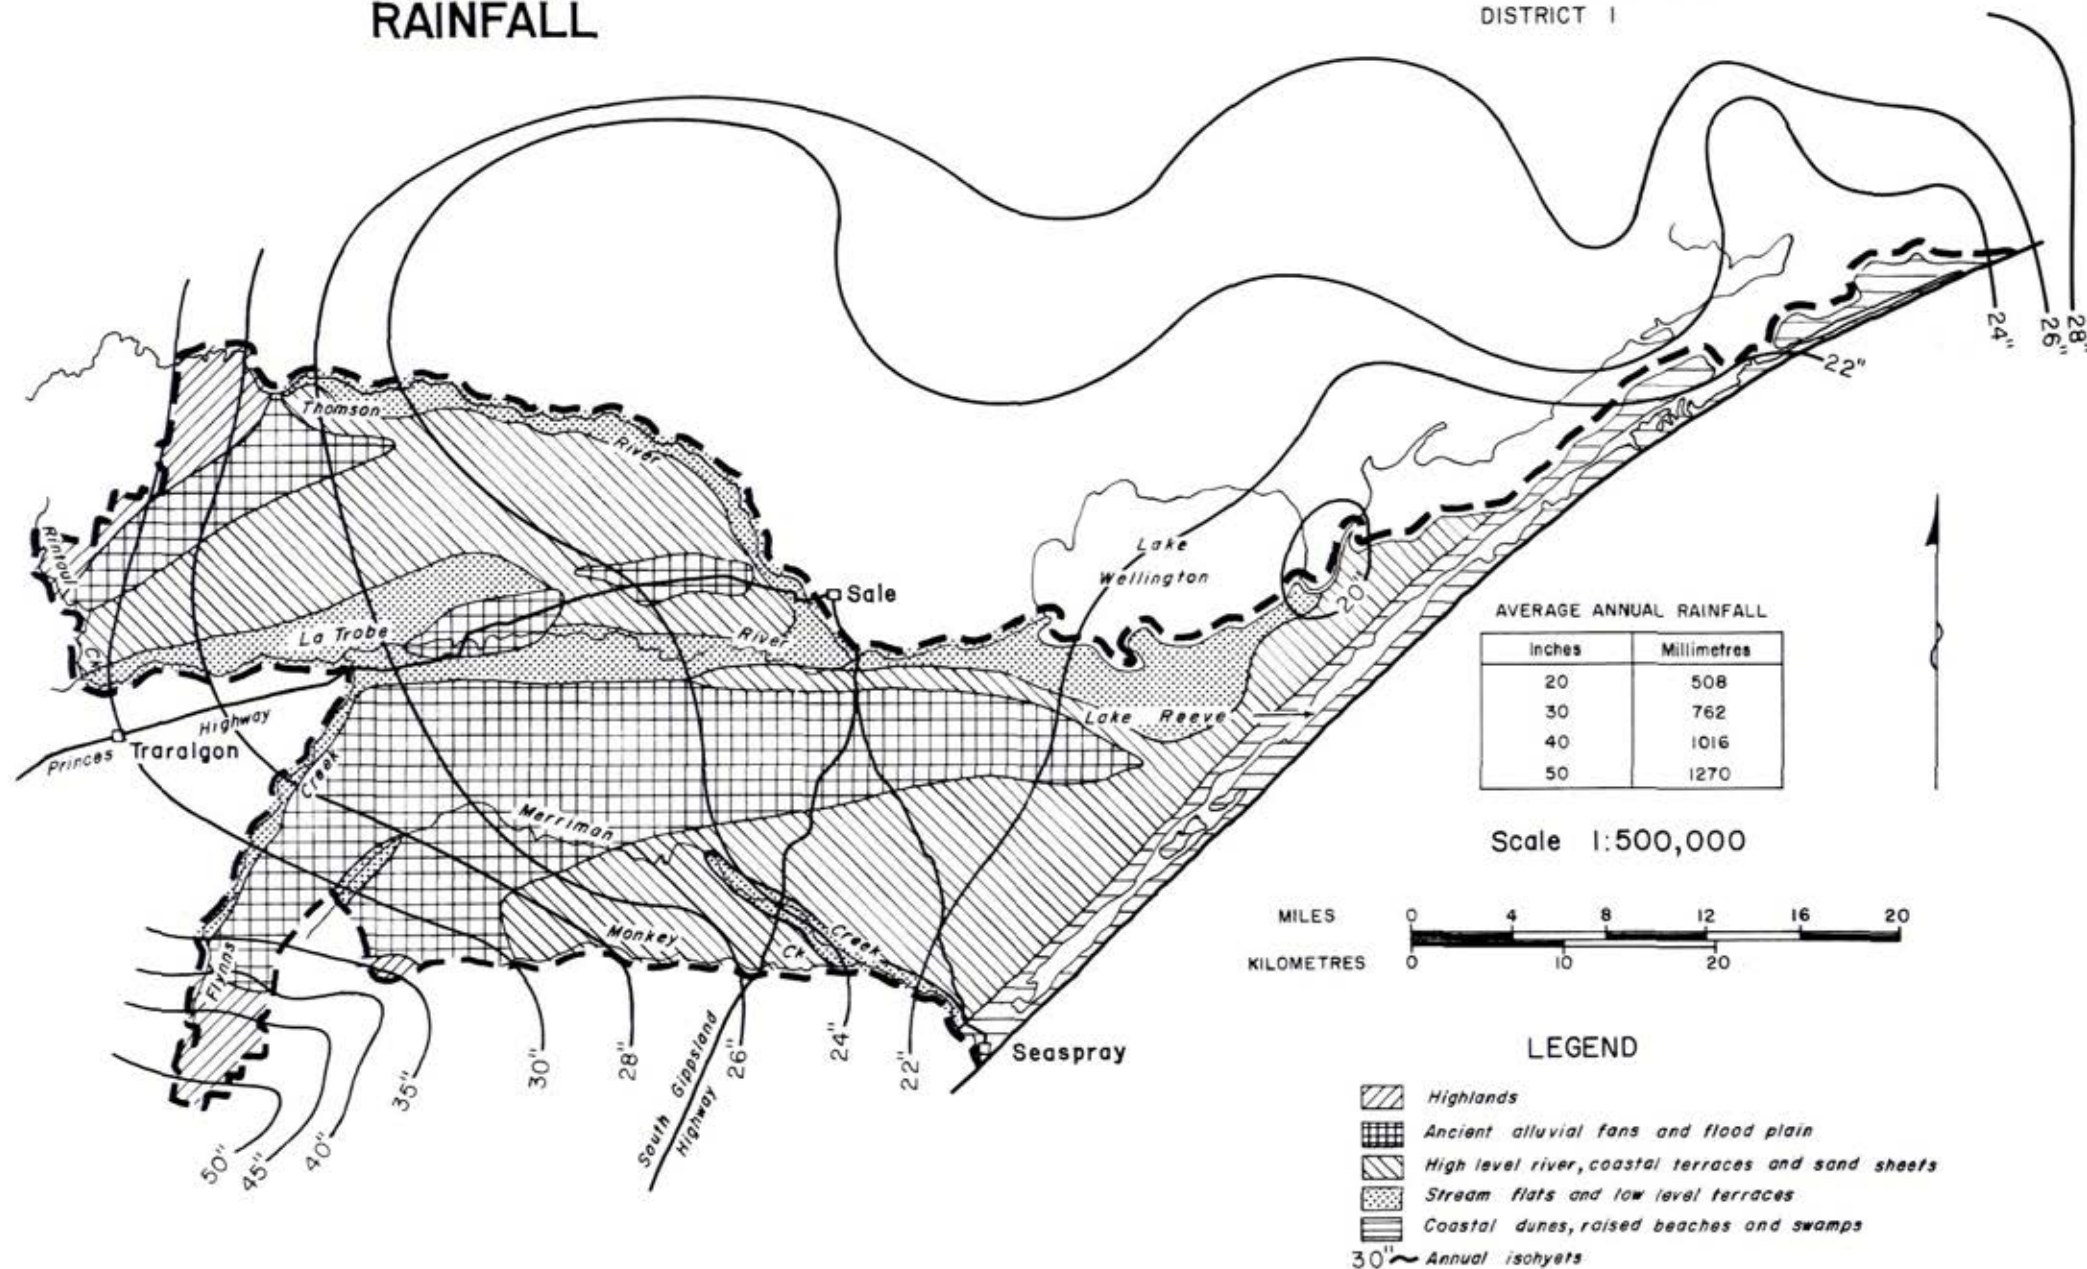 RAINFALL
DISTRICT 1
Thomson
River
Rintoul
Ck
La Trobe
River
Sale
Lake
Wellington
20"
22"
24"
26"
28"
Princes Highway
Traralgon
Creek
Flynns
Merriman
Creek
Monkey
Ck
Lake Reeve
South Gippsland
Highway
Seaspray
50"
45"
40"
35"
30"
28"
26"
24"
22"
AVERAGE ANNUAL RAINFALL
Inches Millimetres
20 508
30 762
40 1016
50 1270
Scale 1:500,000
MILES 0 4 8 12 16 20
KILOMETRES 0 10 20
LEGEND
Highlands
Ancient alluvial fans and flood plain
High level river, coastal terraces and sand sheets
Stream flats and low level terraces
Coastal dunes, raised beaches and swamps
30" Annual isohyets